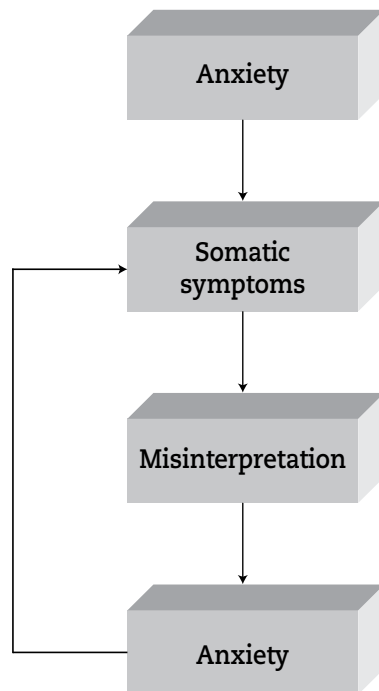 Anxiety
Somatic
symptoms
Misinterpretation
Anxiety